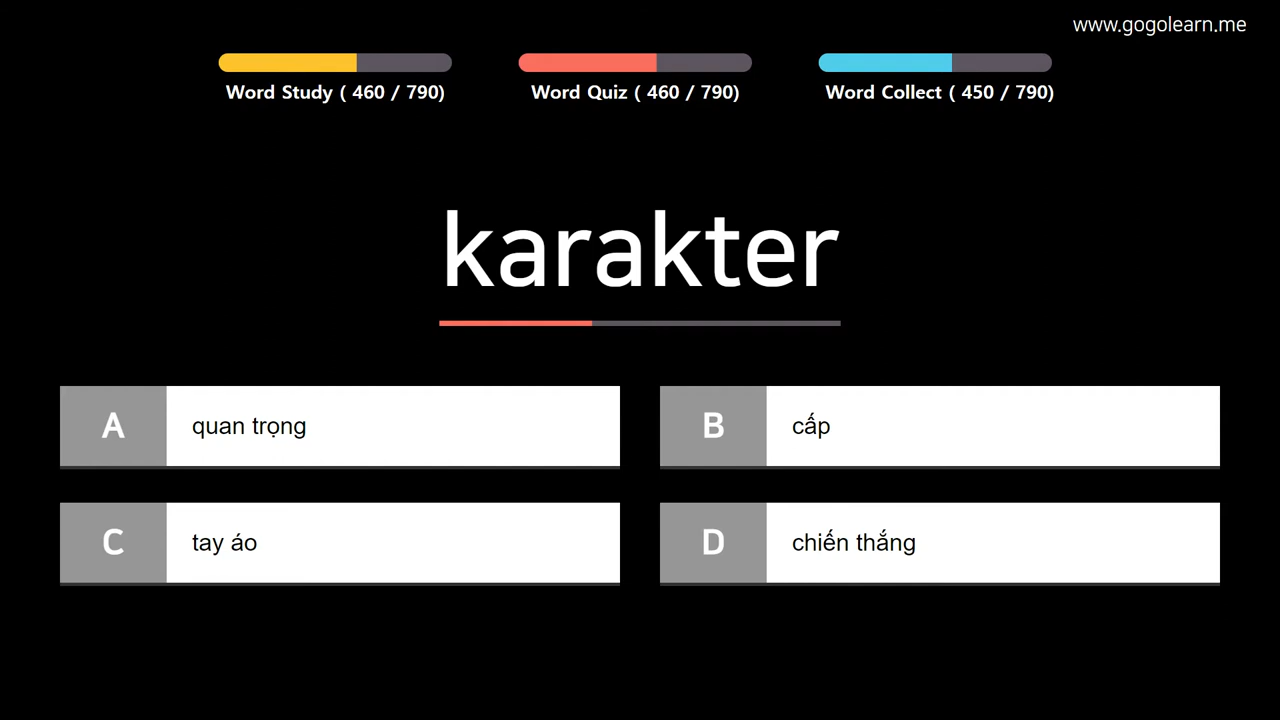 www.gogolearn.me
Word Study ( 460 / 790)
Word Quiz ( 460 / 790)
Word Collect ( 450 / 790)
karakter
A quan trọng
B cấp
C tay áo
D chiến thắng